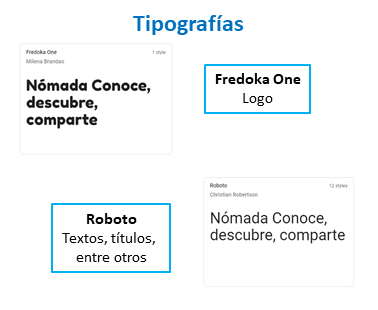 Tipografías
Fredoka One 1 style
Milena Brandao
Nómada Conoce,
descubre,
comparte
Fredoka One
Logo
Roboto 12 styles
Christian Robertson
Nómada Conoce,
descubre, comparte
Roboto
Textos, títulos,
entre otros